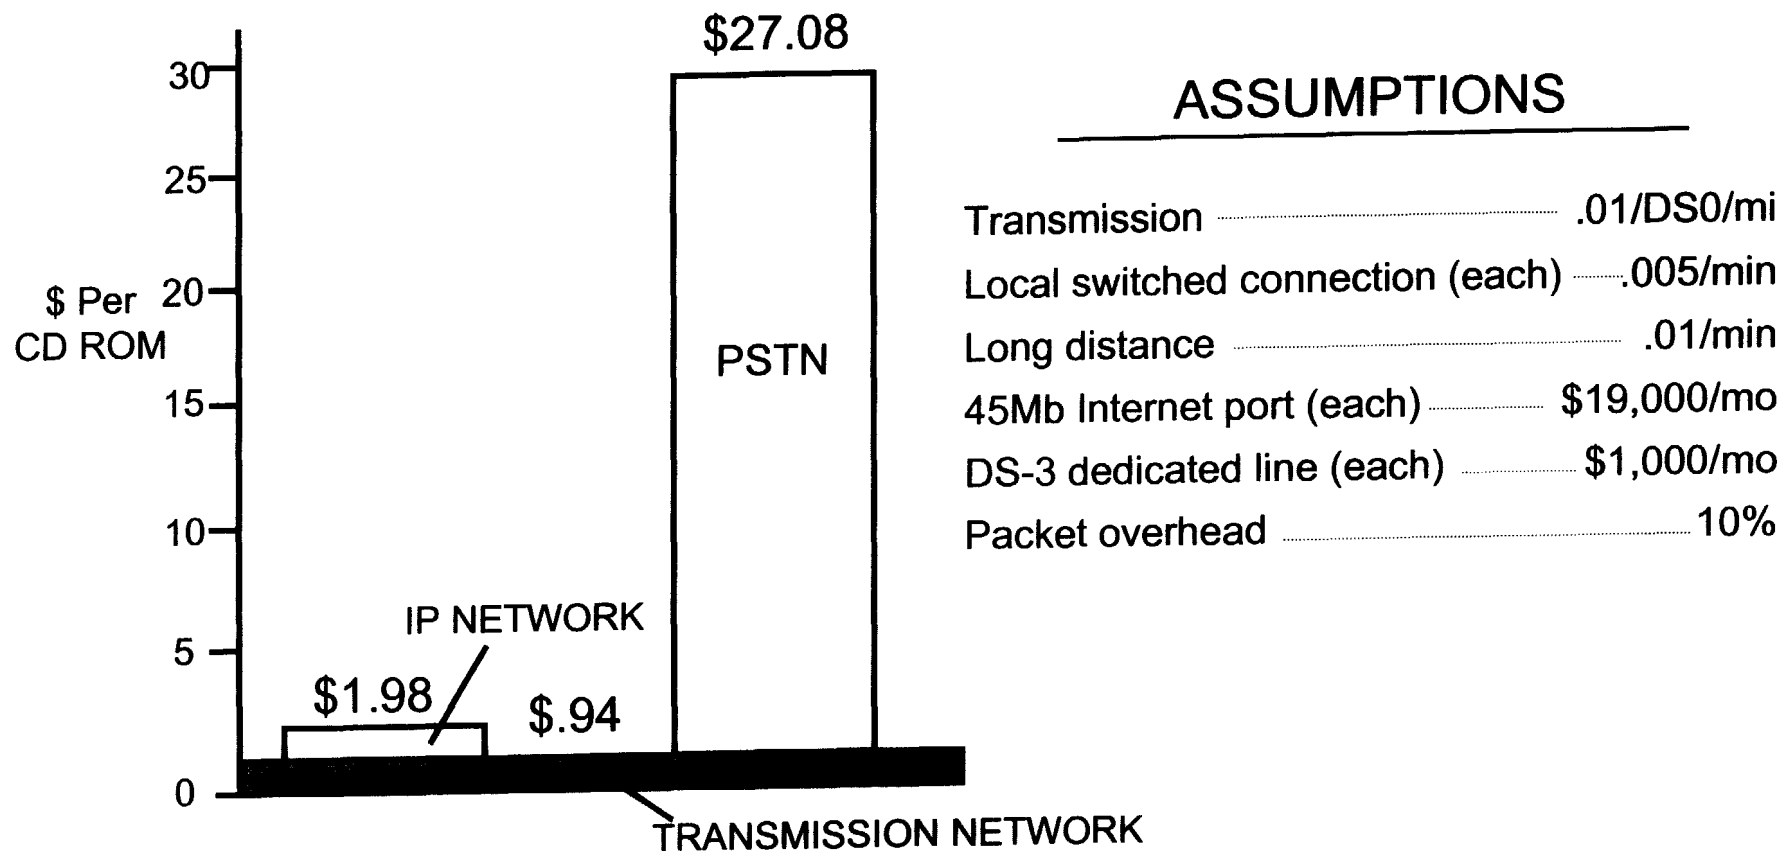 $27.08
30
25
$ Per
CD ROM
20
15
10
5
0
PSTN
IP NETWORK
$1.98
$.94
TRANSMISSION NETWORK
ASSUMPTIONS
Transmission .01/DS0/mi
Local switched connection (each) .005/min
Long distance .01/min
45Mb Internet port (each) $19,000/mo
DS-3 dedicated line (each) $1,000/mo
Packet overhead 10%